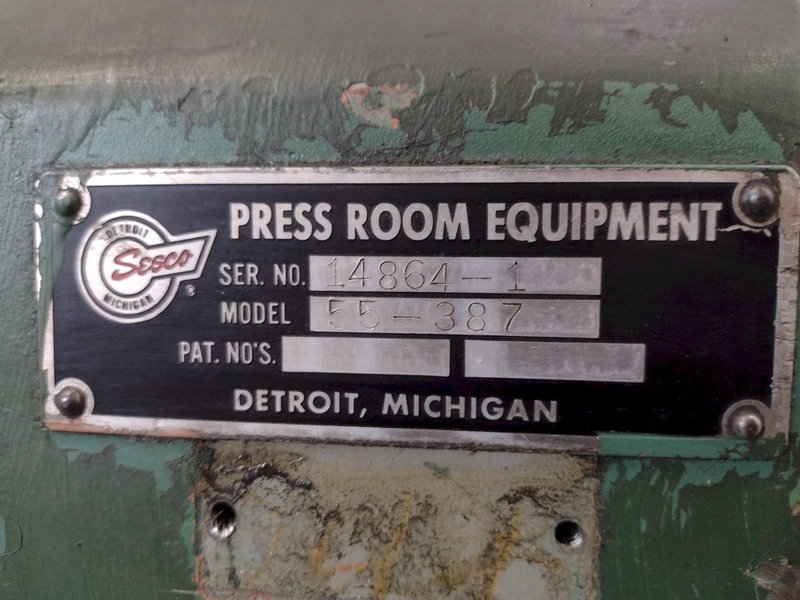 PRESS ROOM EQUIPMENT
DETROIT
Sesco
MICHIGAN
®
SER. NO. 14864-1
MODEL 55-387
PAT. NO'S.
DETROIT, MICHIGAN